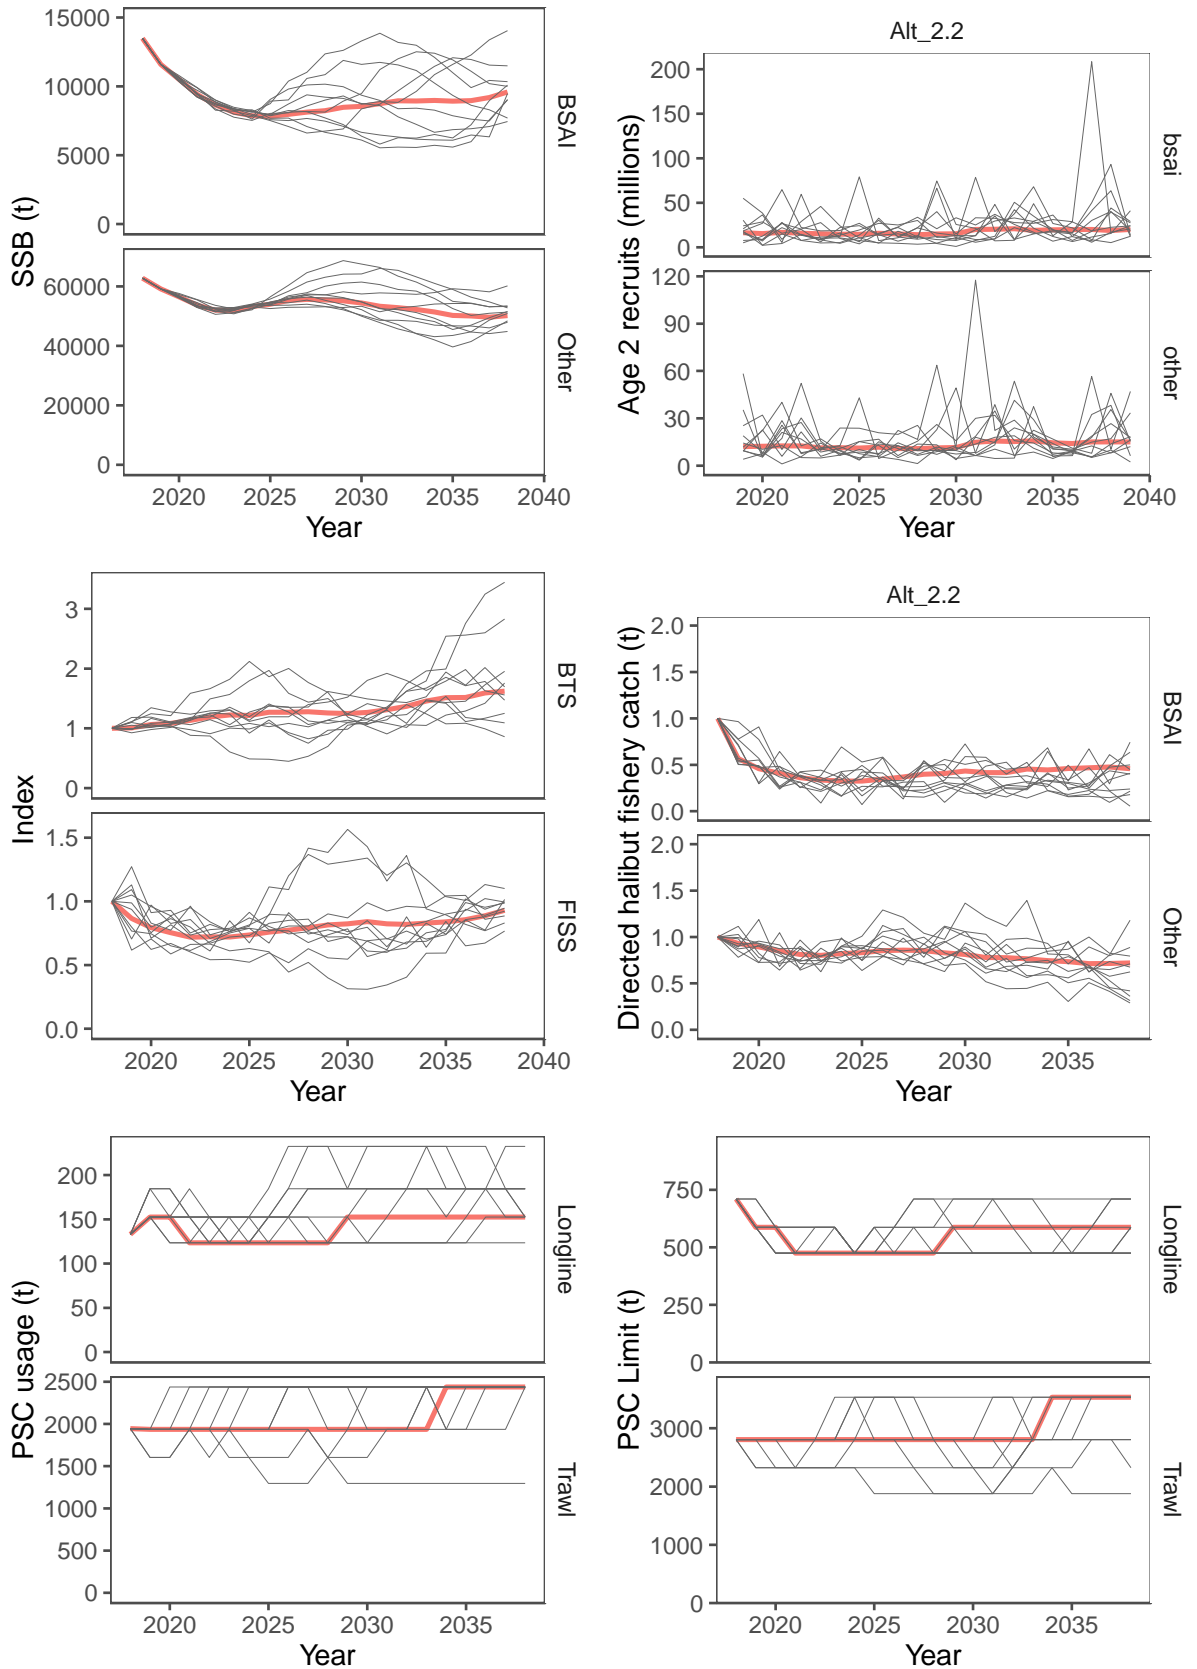 SSB (t)
15000
10000
5000
0
BSAI
60000
40000
20000
0
Other
2020 2025 2030 2035 2040
Year
Alt_2.2
Age 2 recruits (millions)
200
150
100
50
0
bsai
120
90
60
30
0
other
2020 2025 2030 2035 2040
Year
Index
3
2
1
0
BTS
1.5
1.0
0.5
0.0
FISS
2020 2025 2030 2035 2040
Year
Alt_2.2
Directed halibut fishery catch (t)
2.0
1.5
1.0
0.5
0.0
BSAI
2.0
1.5
1.0
0.5
0.0
Other
2020 2025 2030 2035
Year
PSC usage (t)
200
150
100
50
0
Longline
2500
2000
1500
1000
500
0
Trawl
2020 2025 2030 2035
Year
PSC Limit (t)
750
500
250
0
Longline
3000
2000
1000
0
Trawl
2020 2025 2030 2035
Year